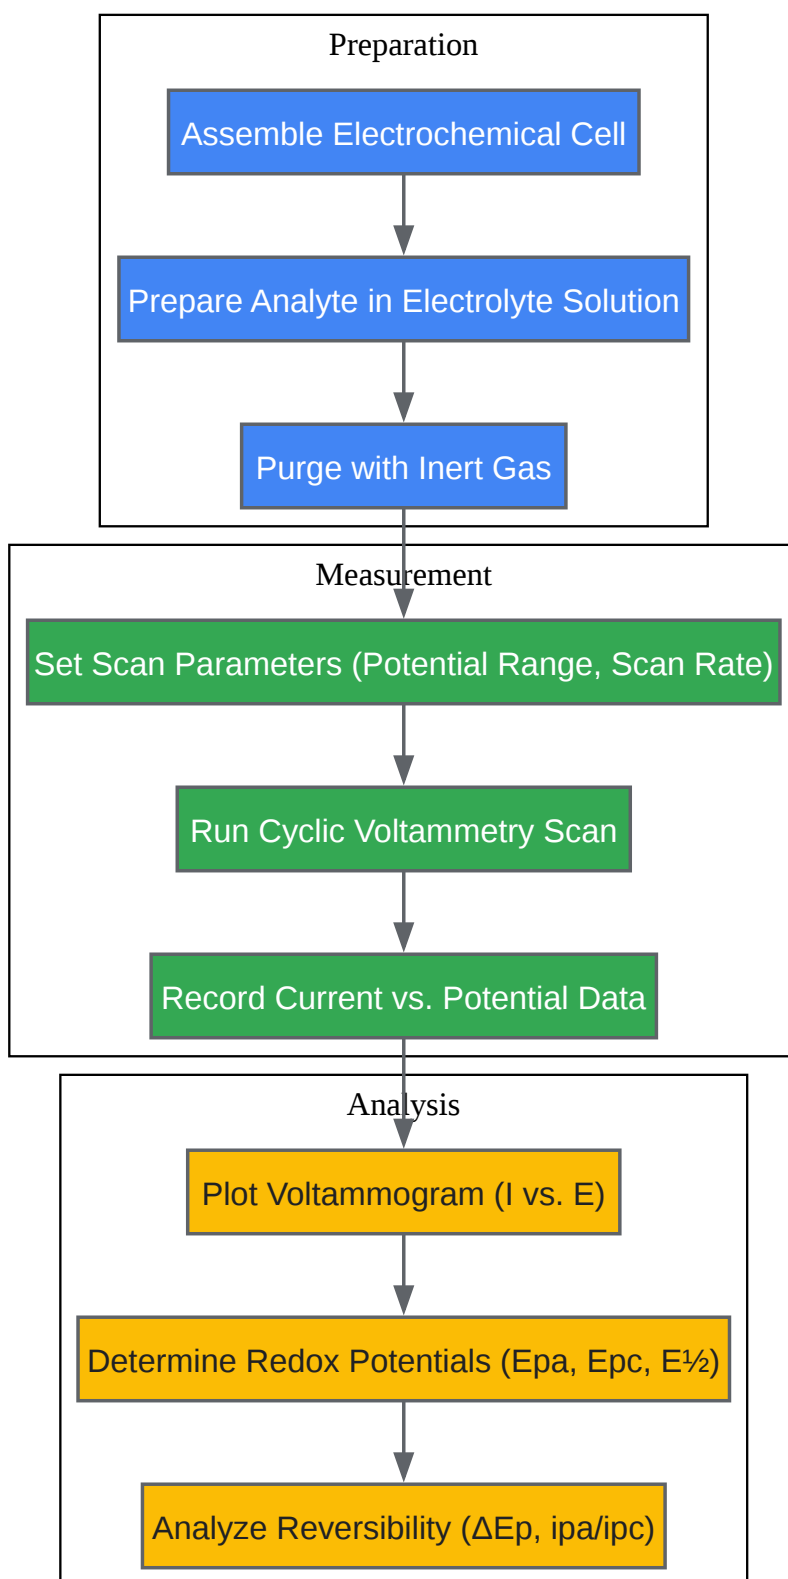 Preparation
Assemble Electrochemical Cell
Prepare Analyte in Electrolyte Solution
Purge with Inert Gas
Measurement
Set Scan Parameters (Potential Range, Scan Rate)
Run Cyclic Voltammetry Scan
Record Current vs. Potential Data
Analysis
Plot Voltammogram (I vs. E)
Determine Redox Potentials (Epa, Epc, E½)
Analyze Reversibility (ΔEp, ipa/ipc)